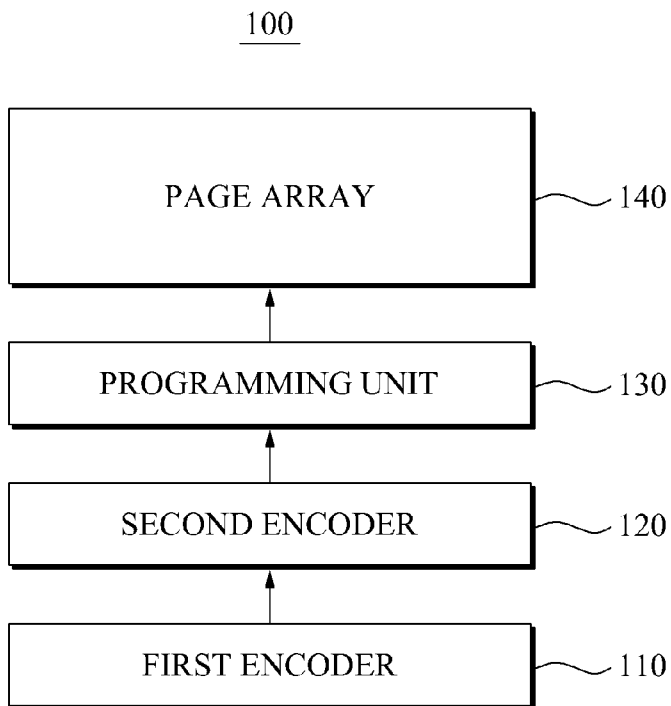 100
PAGE ARRAY
140
PROGRAMMING UNIT
130
SECOND ENCODER
120
FIRST ENCODER
110